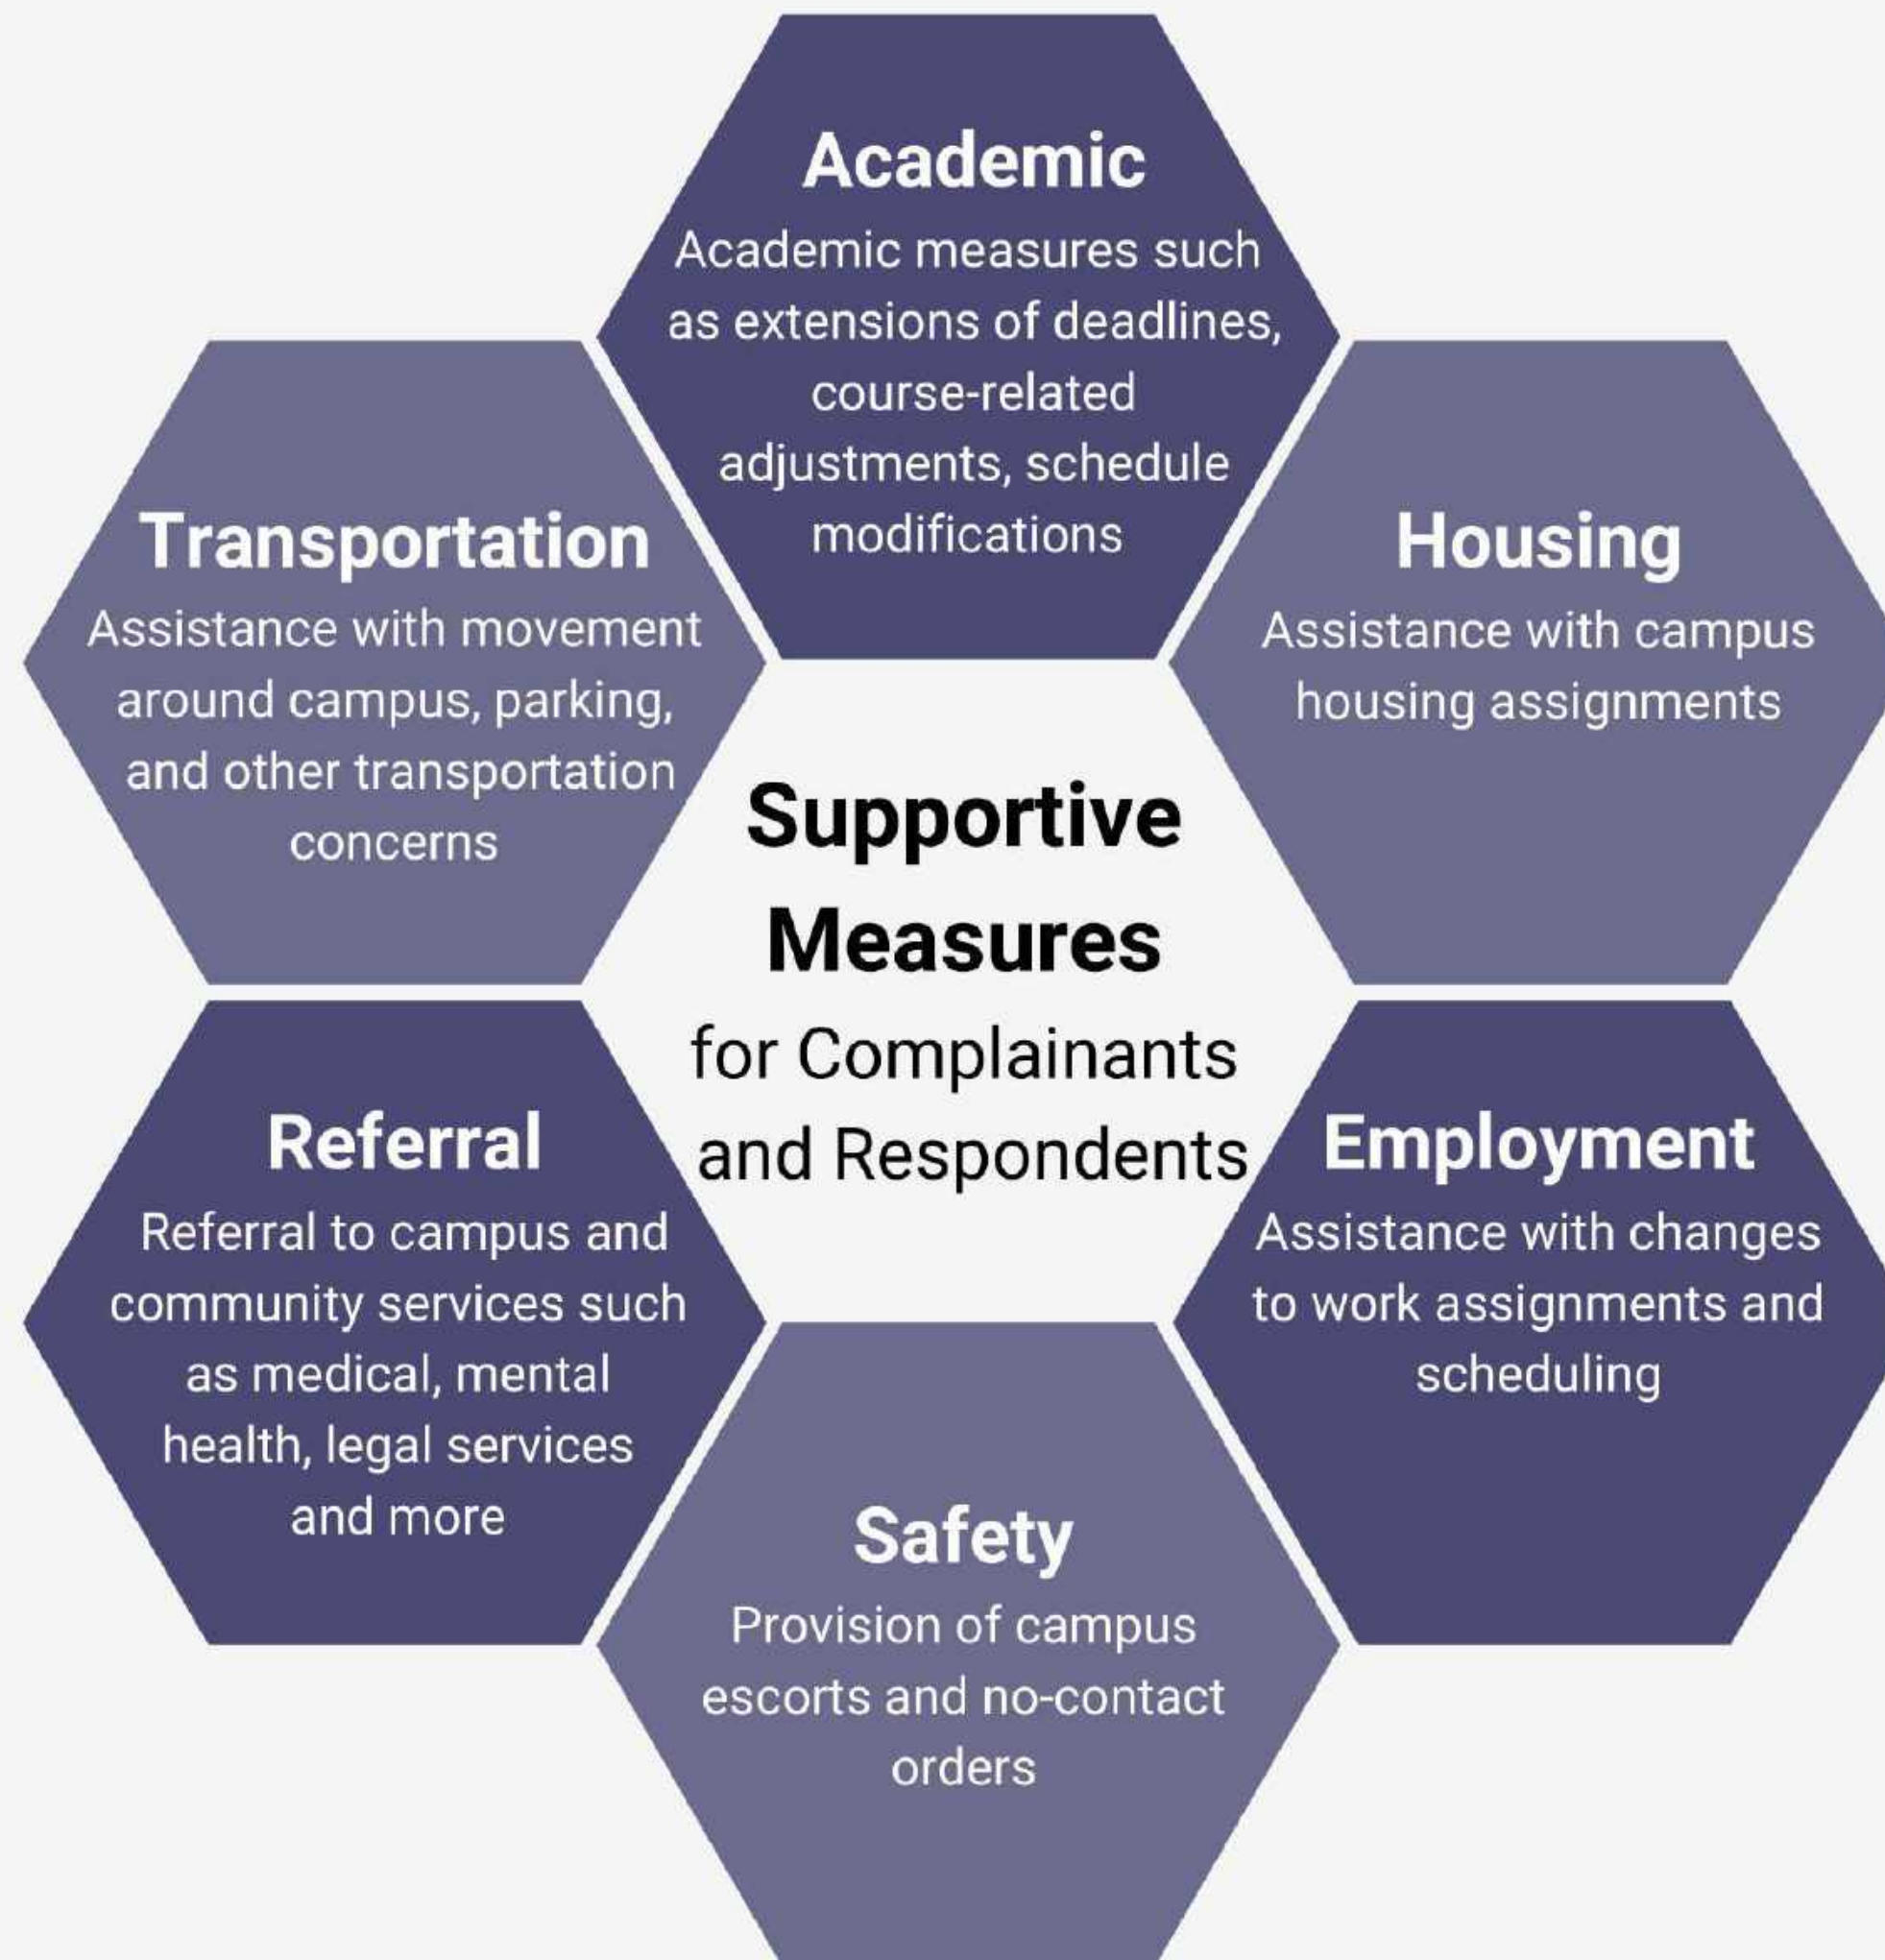 Academic
Academic measures such
as extensions of deadlines,
course-related
adjustments, schedule
modifications
Transportation
Assistance with movement
around campus, parking,
and other transportation
concerns
Housing
Assistance with campus
housing assignments
Supportive
Measures
for Complainants
and Respondents
Referral
Referral to campus and
community services such
as medical, mental
health, legal services
and more
Employment
Assistance with changes
to work assignments and
scheduling
Safety
Provision of campus
escorts and no-contact
orders